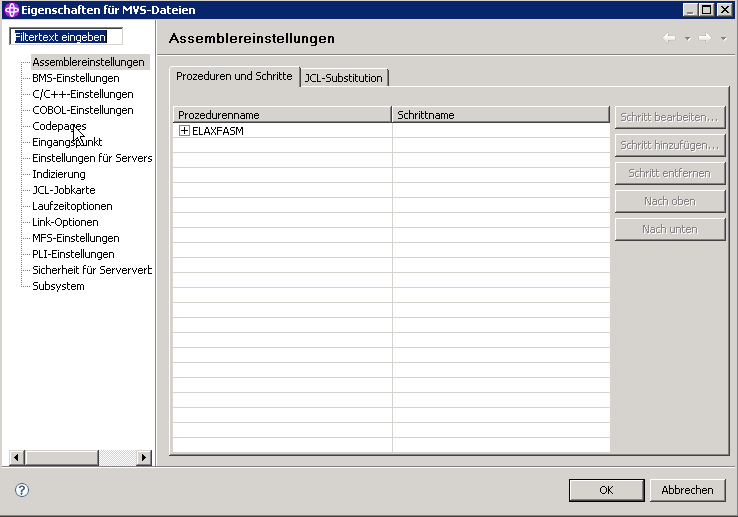 Eigenschaften für MVS-Dateien
Filtertext eingeben
Assemblereinstellungen
BMS-Einstellungen
C/C++-Einstellungen
COBOL-Einstellungen
Codepages
Eingangspunkt
Einstellungen für Servers
Indizierung
JCL-Jobkarte
Laufzeitoptionen
Link-Optionen
MFS-Einstellungen
PLI-Einstellungen
Sicherheit für Serververb
Subsystem
Assemblereinstellungen
Prozeduren und Schritte
JCL-Substitution
Prozedurenname
Schrittname
ELAXFASM
Schritt bearbeiten...
Schritt hinzufügen...
Schritt entfernen
Nach oben
Nach unten
?
OK
Abbrechen